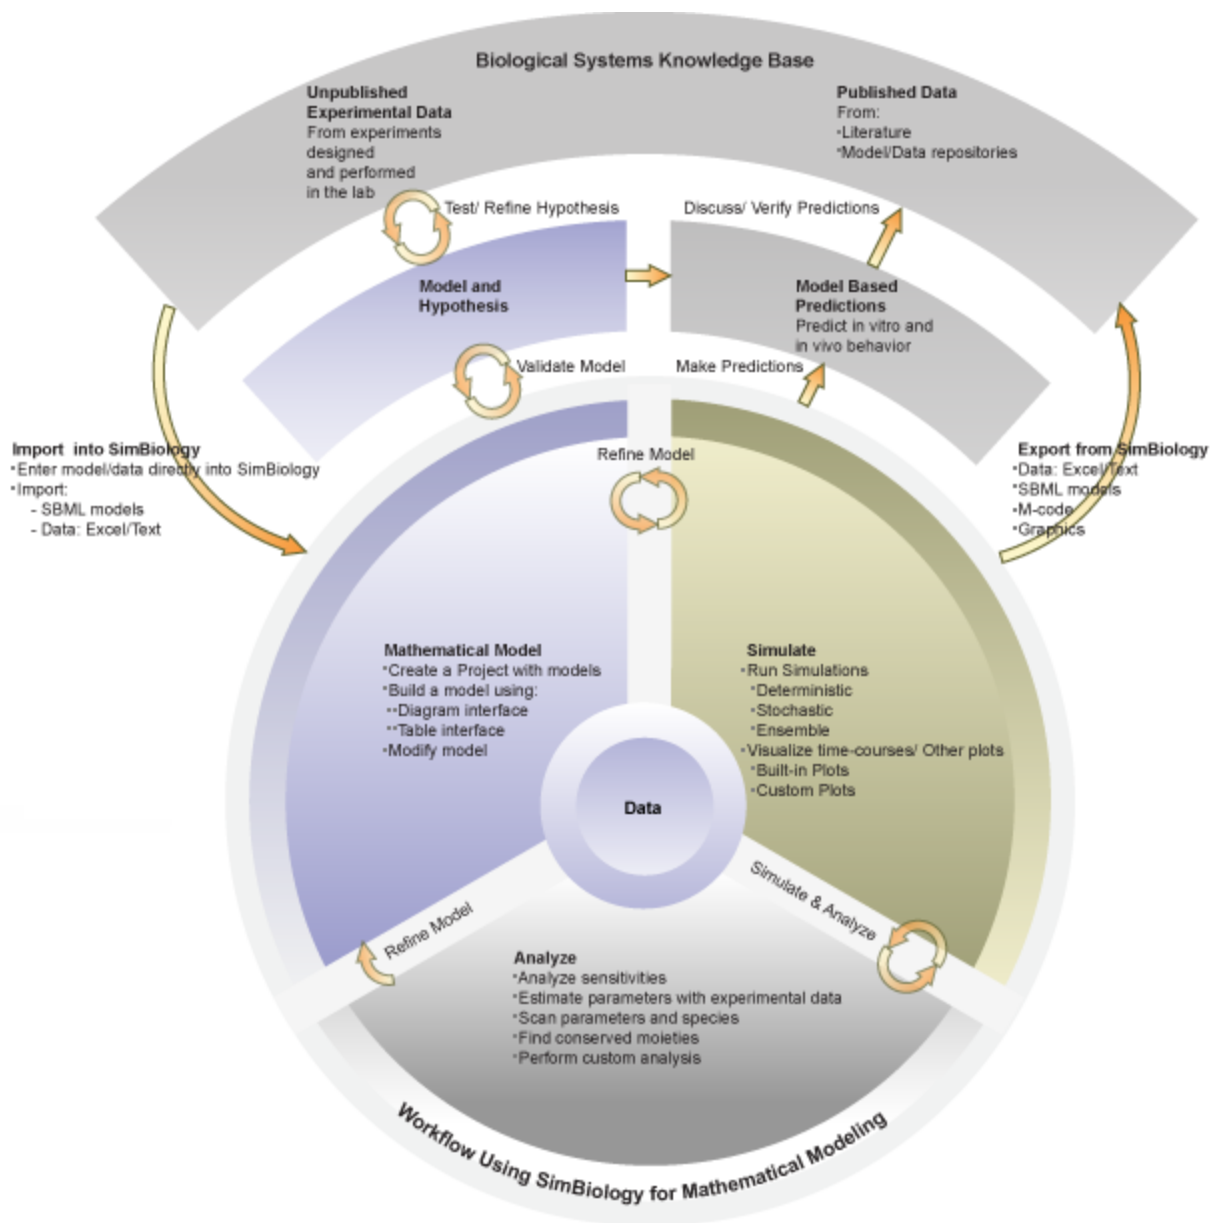 Biological Systems Knowledge Base
Unpublished
Experimental Data
From experiments
designed
and performed
in the lab
Published Data
From:
•Literature
•Model/Data repositories
Test/ Refine Hypothesis
Discuss/ Verify Predictions
Model and
Hypothesis
Model Based
Predictions
Predict in vitro and
in vivo behavior
Validate Model
Make Predictions
Import  into SimBiology
•Enter model/data directly into SimBiology
•Import:
- SBML models
- Data: Excel/Text
Refine Model
Export from SimBiology
•Data: Excel/Text
•SBML models
•M-code
•Graphics
Mathematical Model
•Create a Project with models
•Build a model using:
••Diagram interface
••Table interface
•Modify model
Simulate
•Run Simulations
•Deterministic
•Stochastic
•Ensemble
•Visualize time-courses/ Other plots
•Built-in Plots
•Custom Plots
Data
Refine Model
Simulate & Analyze
Analyze
•Analyze sensitivities
•Estimate parameters with experimental data
•Scan parameters and species
•Find conserved moieties
•Perform custom analysis
Workflow Using SimBiology for Mathematical Modeling